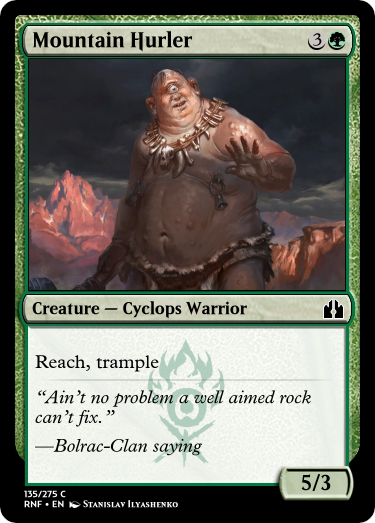 Mountain Hurler 3
Creature — Cyclops Warrior
Reach, trample
“Ain’t no problem a well aimed rock
can’t fix.”
—Bolrac-Clan saying
5/3
135/275 C
RNF • EN Stanislav Ilyashenko